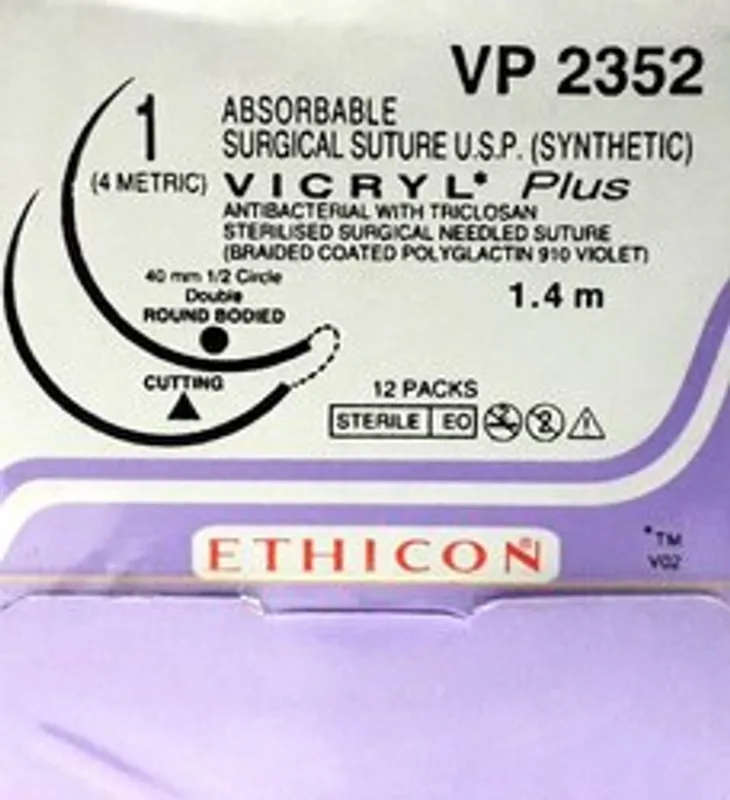 VP 2352
1
(4 METRIC)
ABSORBABLE
SURGICAL SUTURE U.S.P. (SYNTHETIC)
VICRYL* Plus
ANTIBACTERIAL WITH TRICLOSAN
STERILISED SURGICAL NEEDLED SUTURE
(BRAIDED COATED POLYGLACTIN 910 VIOLET)
40 mm 1/2 Circle
Double
ROUND BODIED
1.4 m
CUTTING
12 PACKS
STERILE EO
2
ETHICON®
*TM
V02